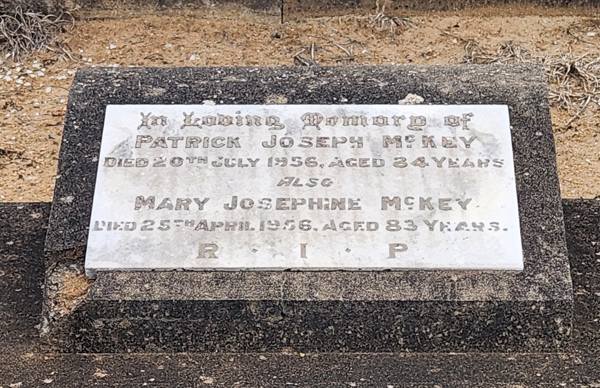 In Loving Memory of
PATRICK JOSEPH McKEY
DIED 20TH JULY 1956, AGED 84 YEARS
ALSO
MARY JOSEPHINE McKEY
DIED 25TH APRIL 1956. AGED 83 YEARS.
R · I · P